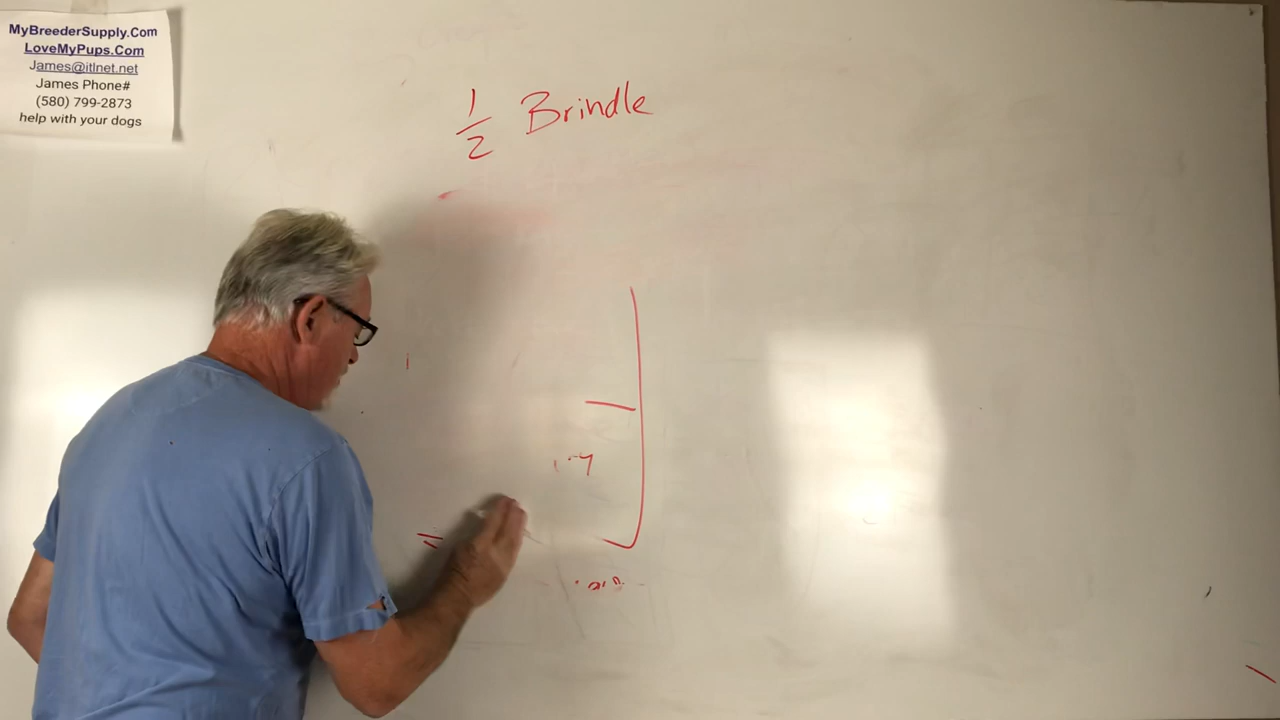 MyBreederSupply.Com
LoveMyPups.Com
James@itlnet.net
James Phone#
(580) 799-2873
help with your dogs
1/2 Brindle